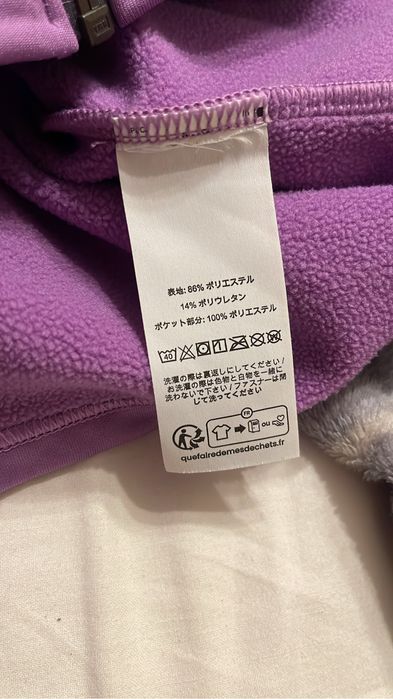 表地: 86% ポリエステル
14% ポリウレタン
ポケット部分: 100% ポリエステル
40
洗濯の際は裏返しにしてください/
お洗濯の際は色物と白物を一緒に
洗わないで下さい/ファスナーは閉
じて洗ってください
FR
ou
quefairedemesdechets.fr